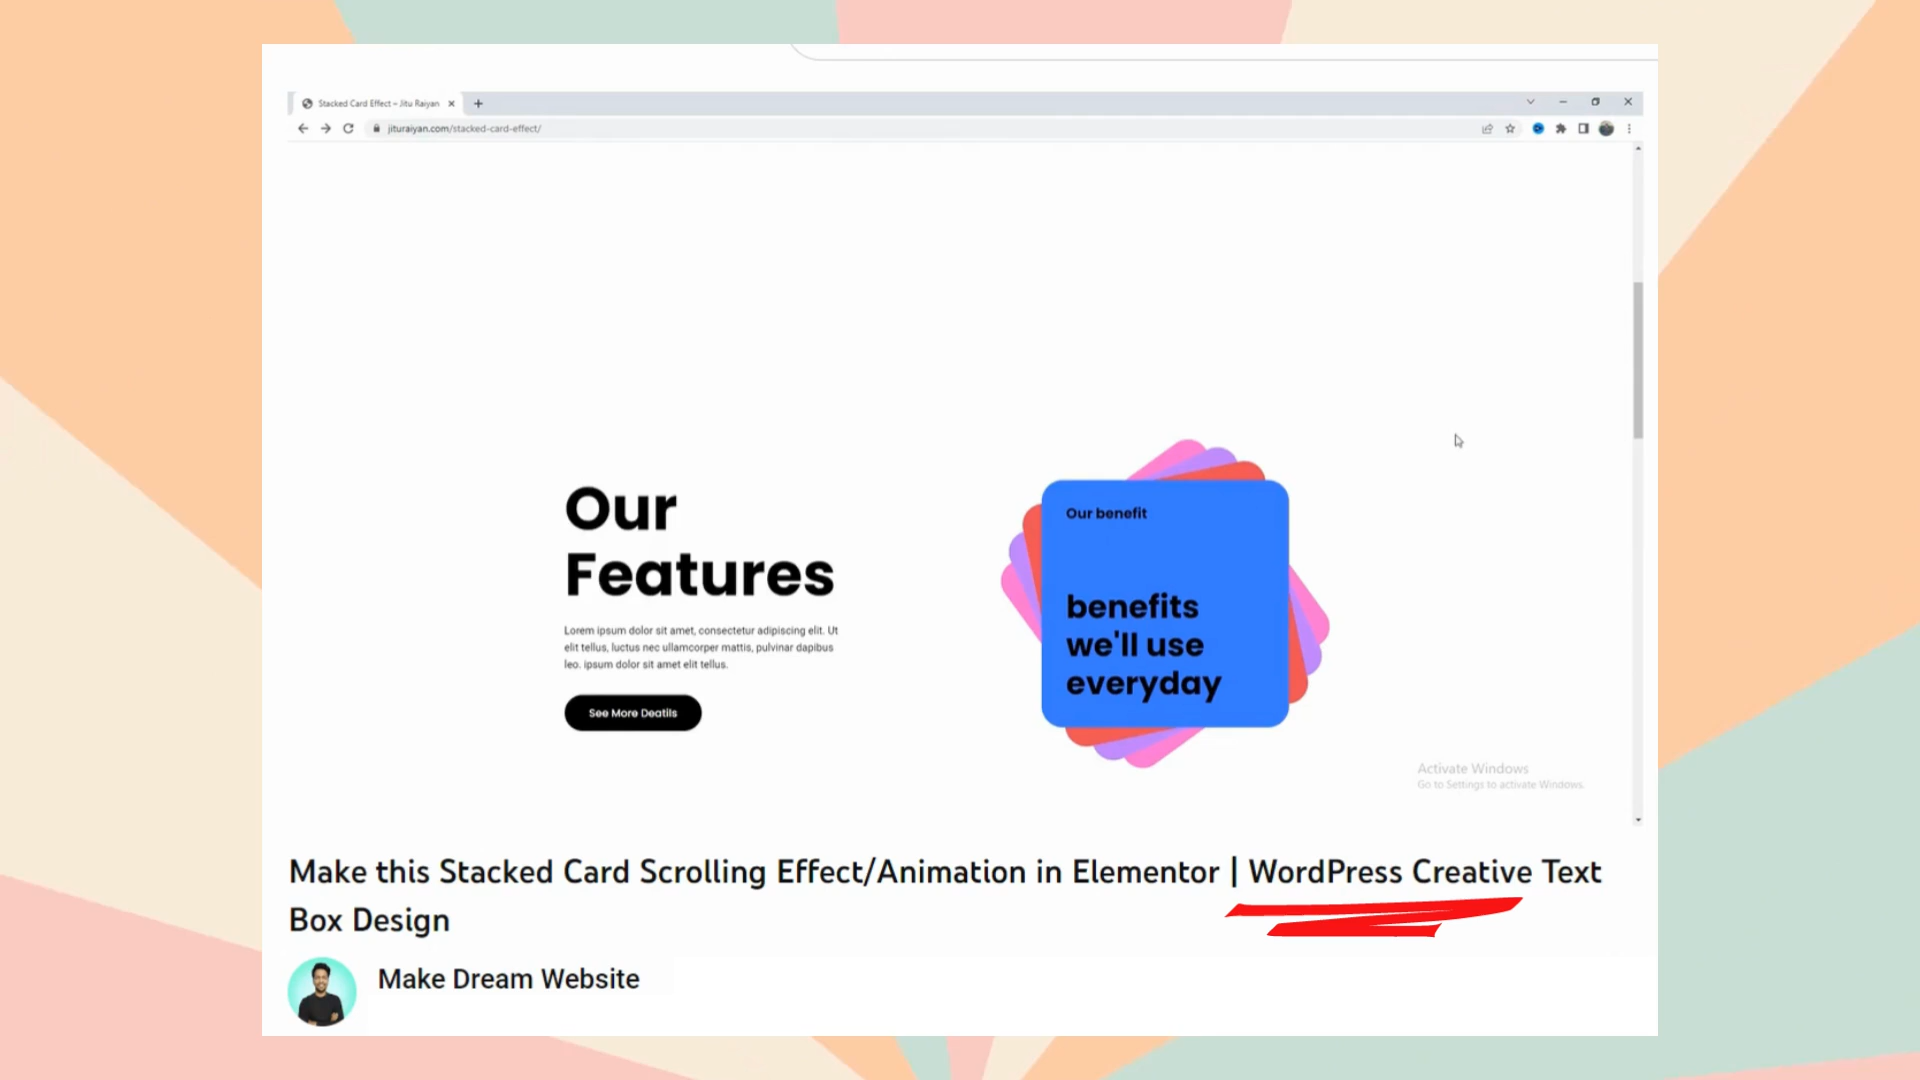 Stacked Card Effect – Jitu Raiyan
jituraiyan.com/stacked-card-effect/
Our
Features
Lorem ipsum dolor sit amet, consectetur adipiscing elit. Ut
elit tellus, luctus nec ullamcorper mattis, pulvinar dapibus
leo. ipsum dolor sit amet elit tellus.
See More Deatils
Our benefit
benefits
we'll use
everyday
Activate Windows
Go to Settings to activate Windows.
Make this Stacked Card Scrolling Effect/Animation in Elementor | WordPress Creative Text
Box Design
Make Dream Website